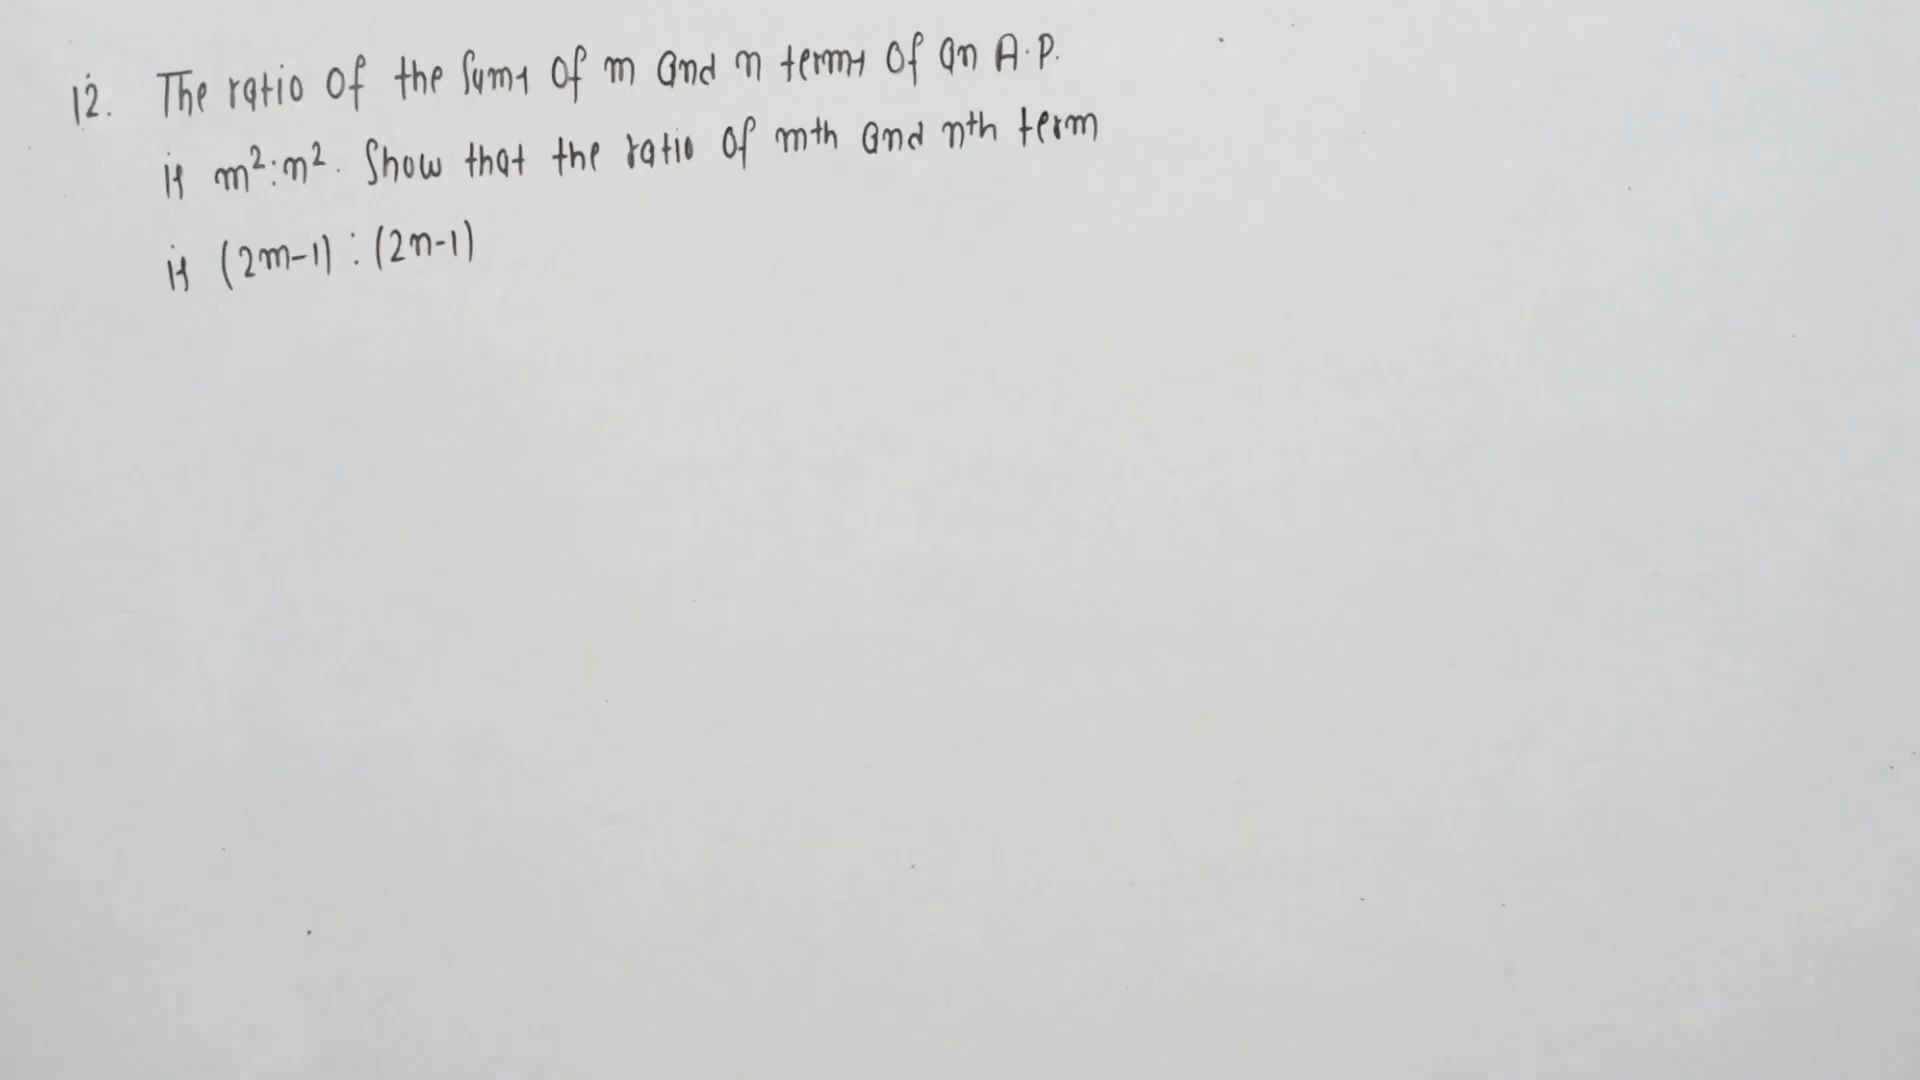 12. The ratio of the sums of m and n terms of an A.P.
is m²:n². Show that the ratio of mth and nth term
is (2m-1) : (2n-1)